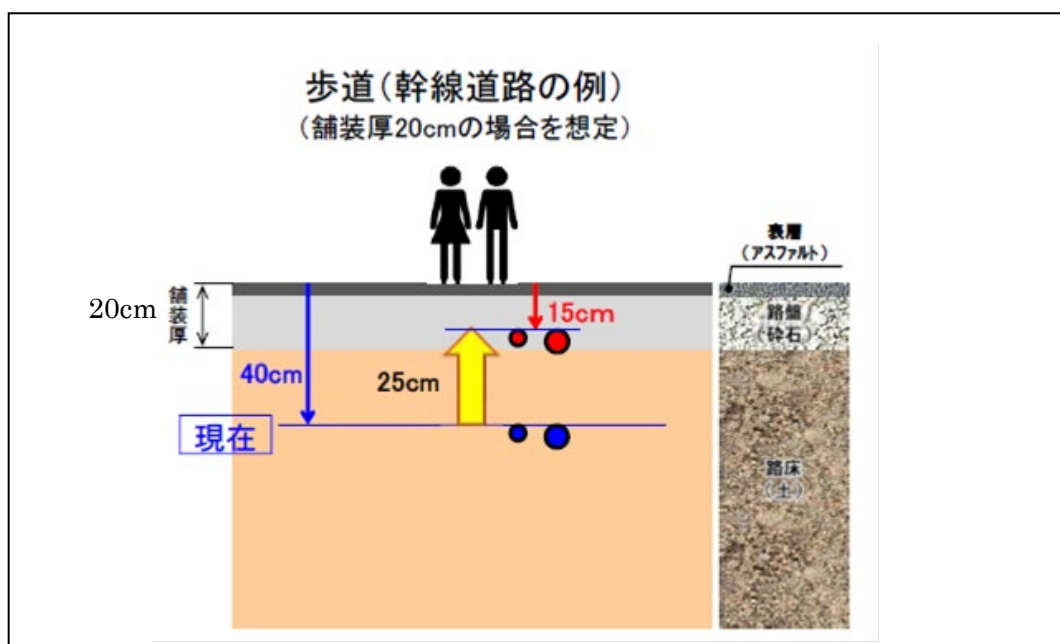 歩道(幹線道路の例)
(舗装厚20cmの場合を想定)
表層
(アスファルト)
20cm
舗装厚
15cm
路盤
(砕石)
40cm
25cm
現在
路床
(土)